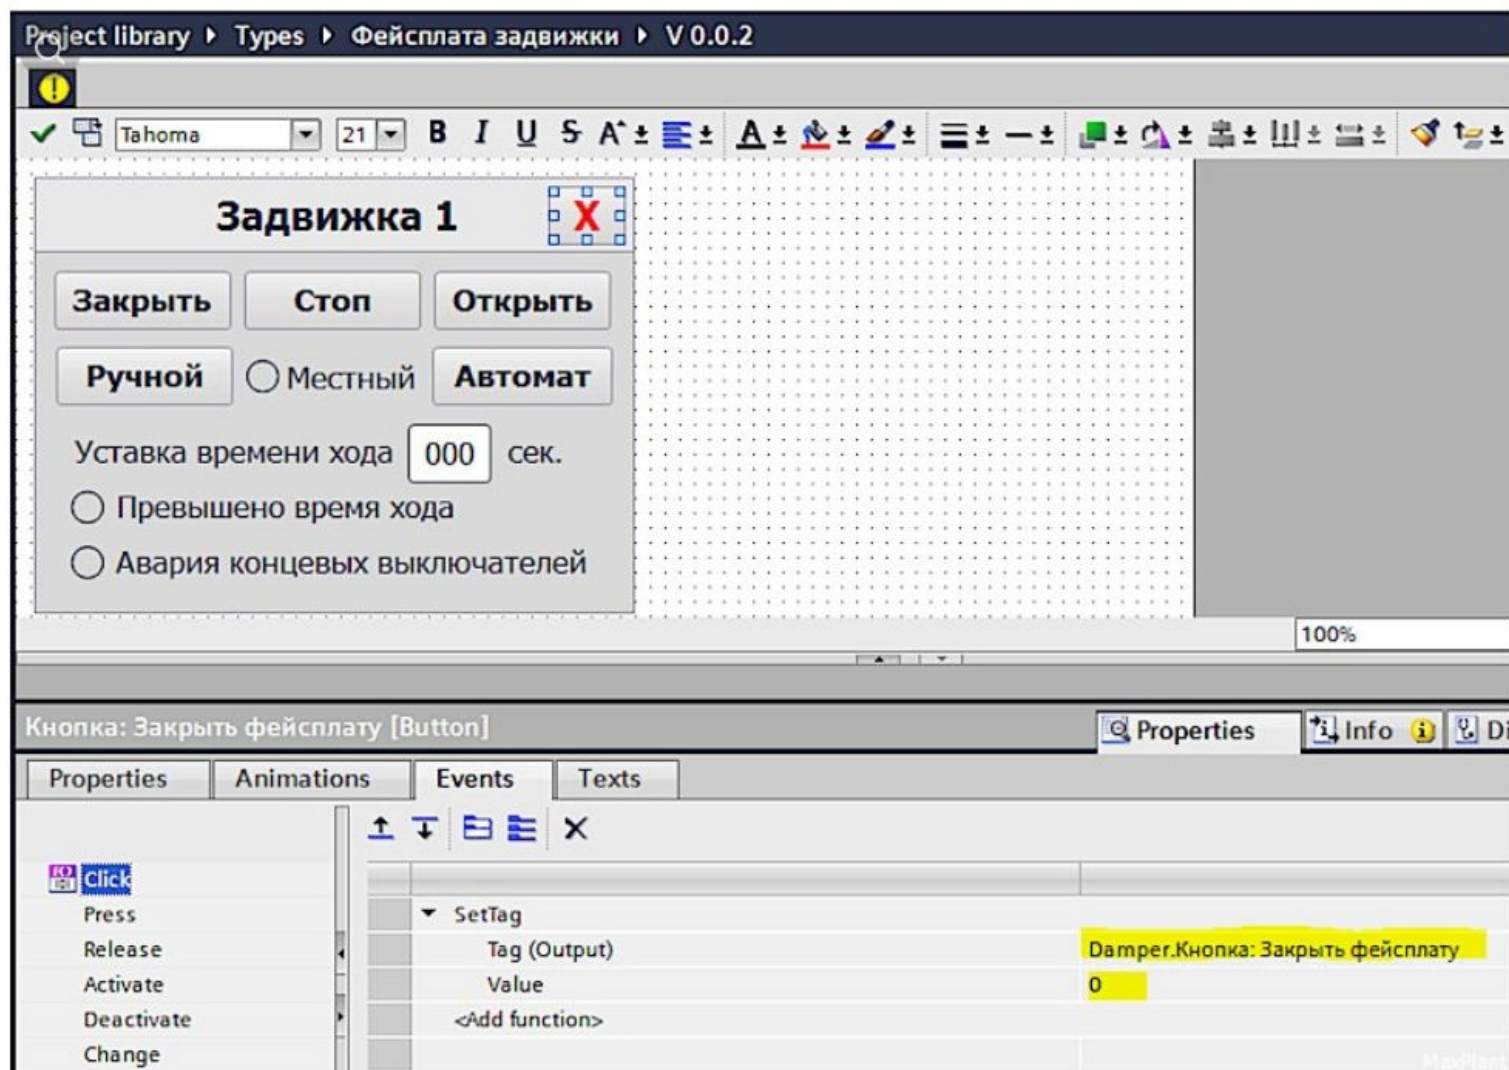 Project library ▸ Types ▸ Фейсплата задвижки ▸ V 0.0.2
Tahoma 21 B I U S A A
Задвижка 1 X
Закрыть Стоп Открыть
Ручной Местный Автомат
Уставка времени хода 000 сек.
Превышено время хода
Авария концевых выключателей
100%
Кнопка: Закрыть фейсплату [Button] Properties Info Di
Properties Animations Events Texts
Click
Press SetTag
Release Tag (Output) Damper.Кнопка: Закрыть фейсплату
Activate Value 0
Deactivate <Add function>
Change